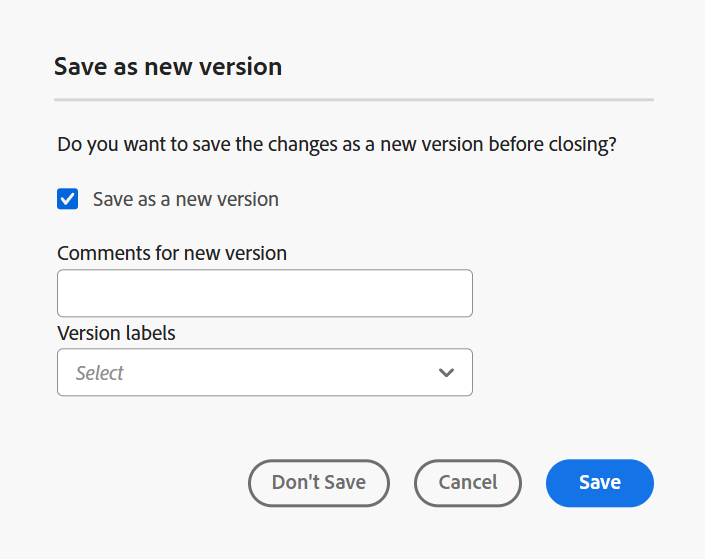 Save as new version
Do you want to save the changes as a new version before closing?
Save as a new version
Comments for new version
Version labels
Select
Don't Save
Cancel
Save